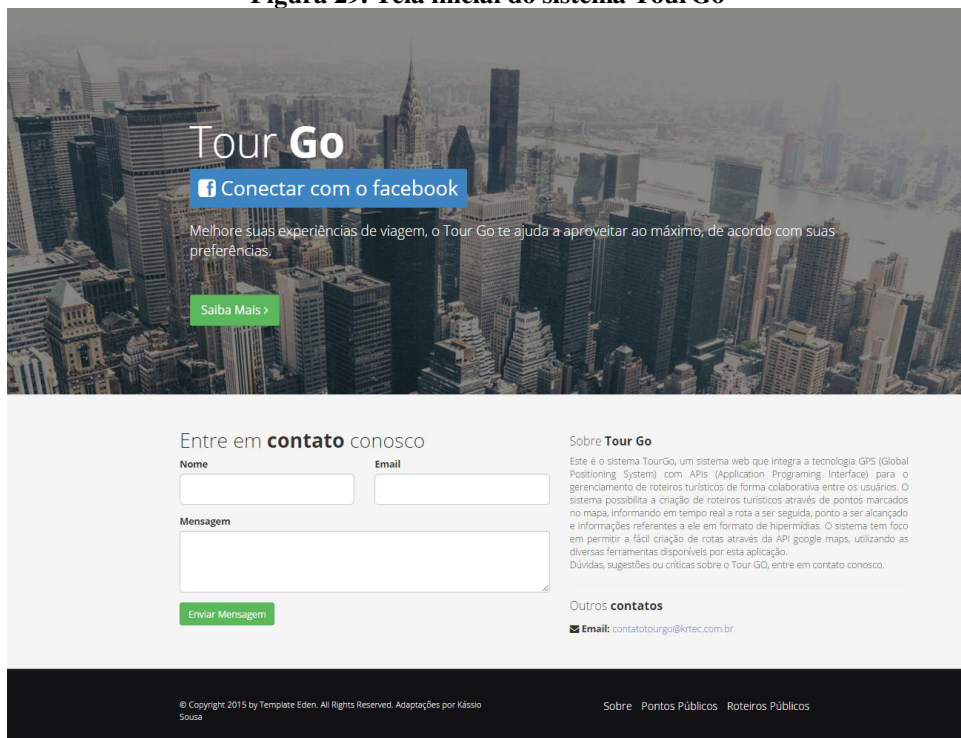 Figura 29. Tela inicial do sistema TourGo
Tour Go
Conectar com o facebook
Melhore suas experiências de viagem, o Tour Go te ajuda a aproveitar ao máximo, de acordo com suas
preferências.
Saiba Mais >
Entre em contato conosco
Nome Email
Mensagem
Enviar Mensagem
Sobre Tour Go
Este é o sistema TourGo, um sistema web que integra a tecnologia GPS (Global
Positioning System) com APIs (Application Programing Interface) para o
gerenciamento de roteiros turísticos de forma colaborativa entre os usuários. O
sistema possibilita a criação de roteiros turísticos através de pontos marcados
no mapa, informando em tempo real a rota a ser seguida, ponto a ser alcançado
e informações referentes a ele em formato de hipermídias. O sistema tem foco
em permitir a fácil criação de rotas através da API google maps, utilizando as
diversas ferramentas disponíveis por esta aplicação.
Dúvidas, sugestões ou críticas sobre o Tour GO, entre em contato conosco.
Outros contatos
Email: contatotourgo@krtec.com.br
© Copyright 2015 by Template Eden. All Rights Reserved. Adaptações por Kássio
Sousa
Sobre Pontos Públicos Roteiros Públicos